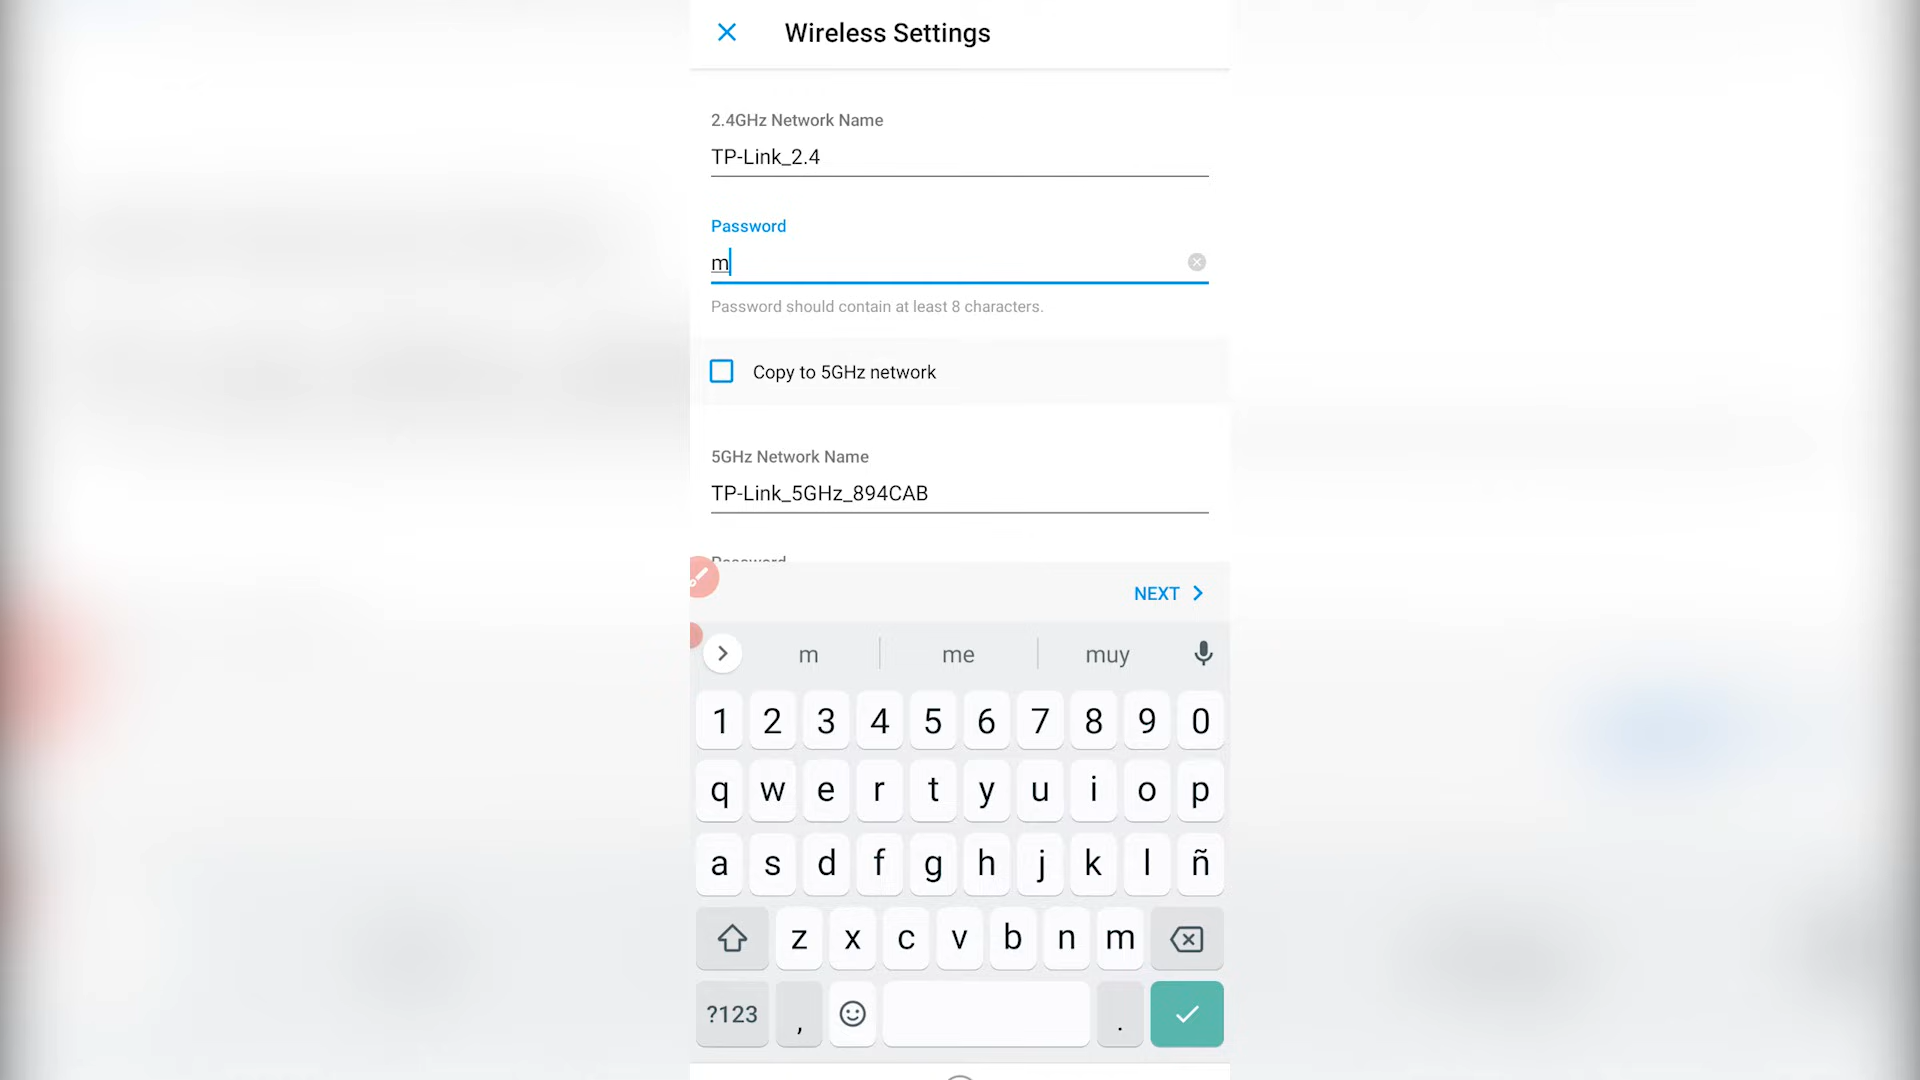 Wireless Settings
2.4GHz Network Name
TP-Link_2.4
Password
m
Password should contain at least 8 characters.
Copy to 5GHz network
5GHz Network Name
TP-Link_5GHz_894CAB
Password
NEXT
m me muy
1 2 3 4 5 6 7 8 9 0
q w e r t y u i o p
a s d f g h j k l ñ
z x c v b n m
?123 , .